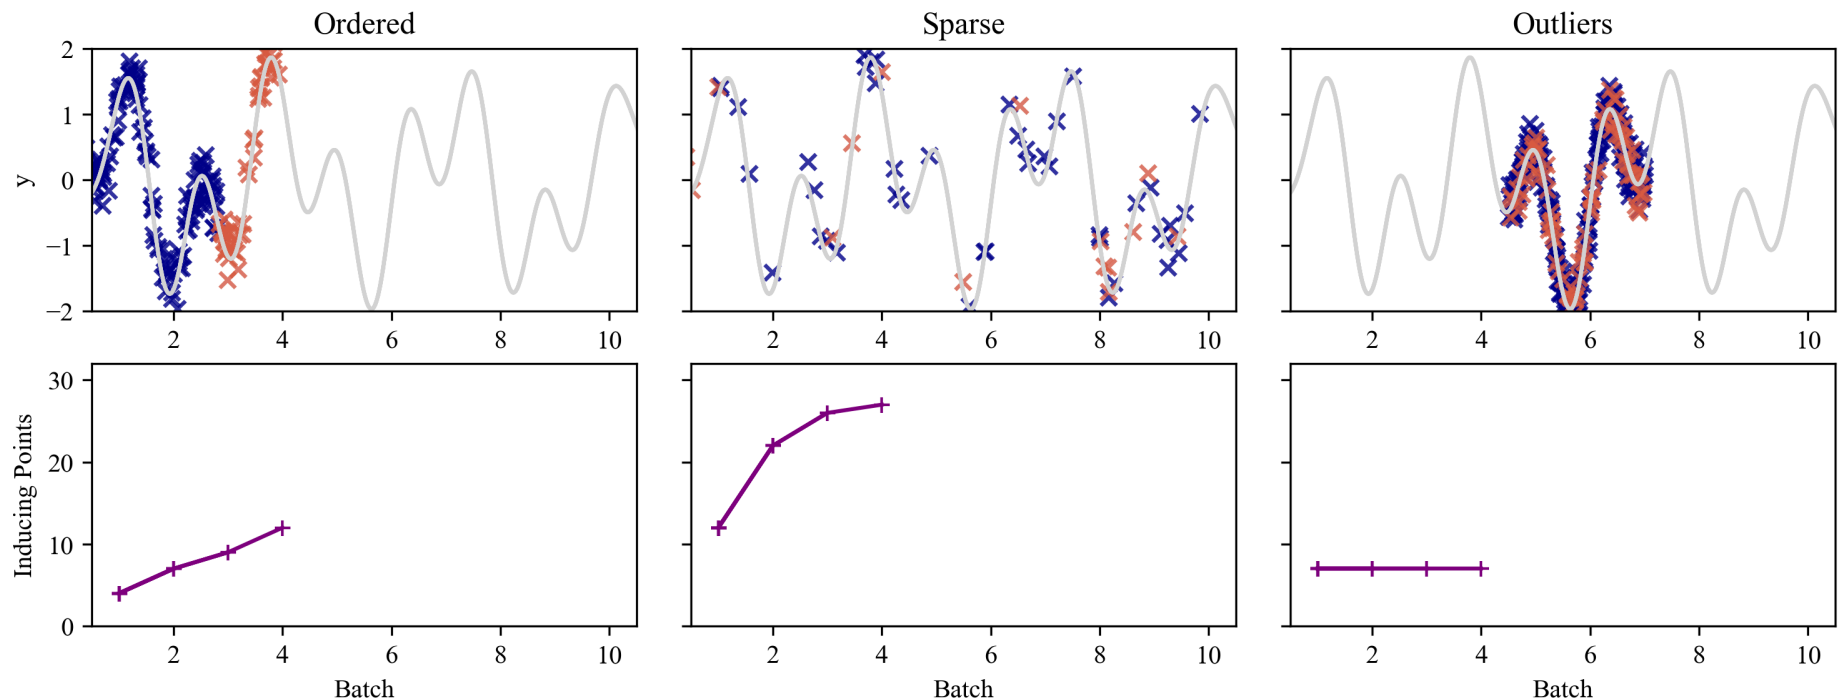 Ordered Sparse Outliers
2
1
0
−1
−2
y
2 4 6 8 10 2 4 6 8 10 2 4 6 8 10
30
20
10
0
Inducing Points
2 4 6 8 10 2 4 6 8 10 2 4 6 8 10
Batch Batch Batch